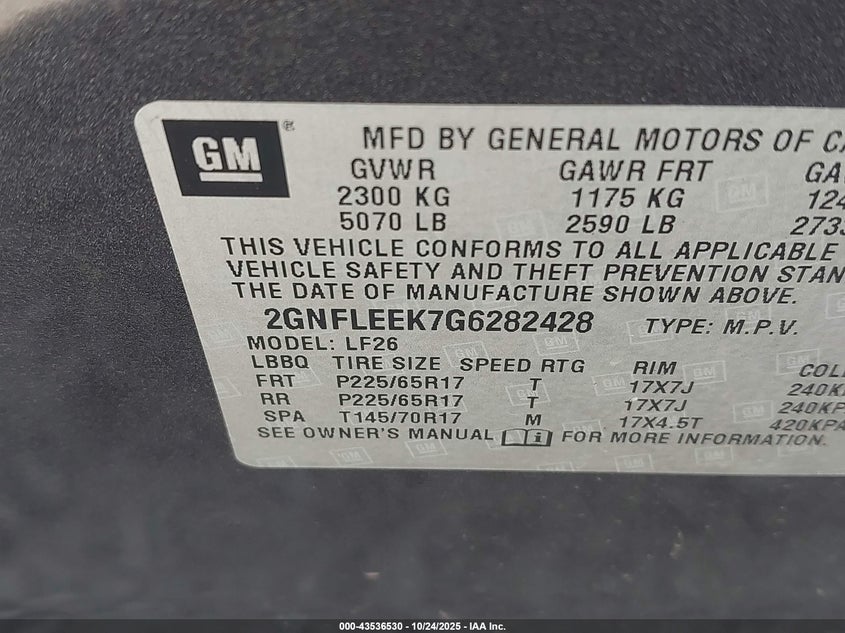 GM ®
MFD BY GENERAL MOTORS OF
GVWR GAWR FRT
2300 KG 1175 KG
5070 LB 2590 LB
THIS VEHICLE CONFORMS TO ALL APPLICABLE
VEHICLE SAFETY AND THEFT PREVENTION
THE DATE OF MANUFACTURE SHOWN ABOVE.
2GNFLEEK7G6282428 TYPE: M.P.V.
MODEL: LF26
LBBQ TIRE SIZE SPEED RTG RIM
FRT P225/65R17 T 17X7J
RR P225/65R17 T 17X7J
SPA T145/70R17 M 17X4.5T 420KPA
SEE OWNER'S MANUAL FOR MORE INFORMATION.
000-43536530 - 10/24/2025 - IAA Inc.